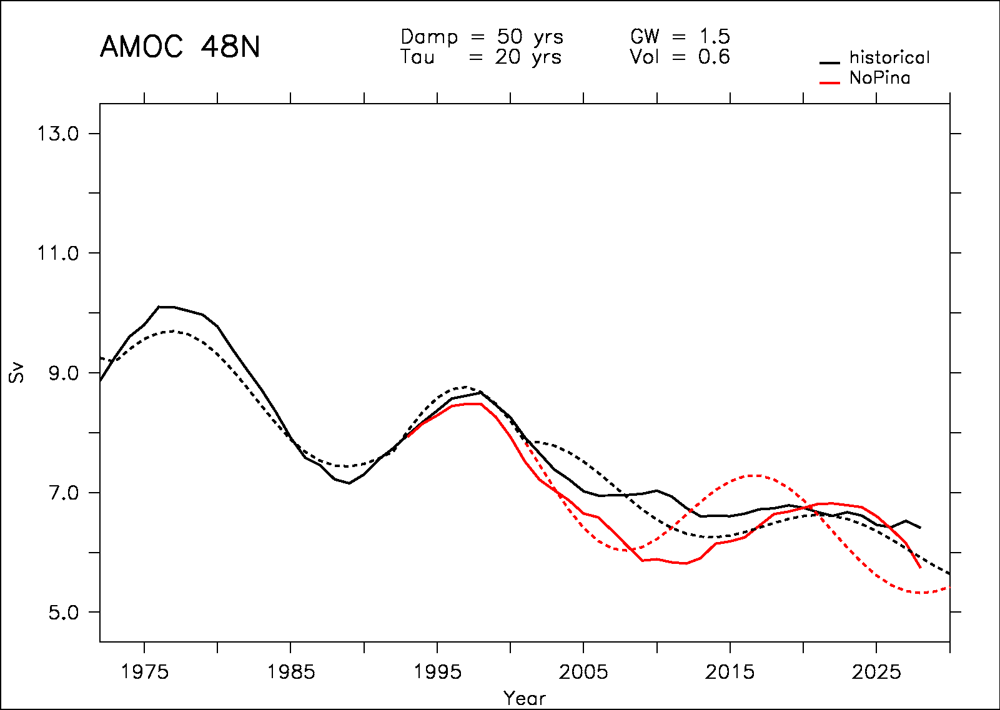 AMOC 48N
Damp = 50 yrs GW = 1.5
Tau = 20 yrs Vol = 0.6
historical
NoPina
13.0
11.0
9.0
7.0
5.0
Sv
1975 1985 1995 2005 2015 2025
Year